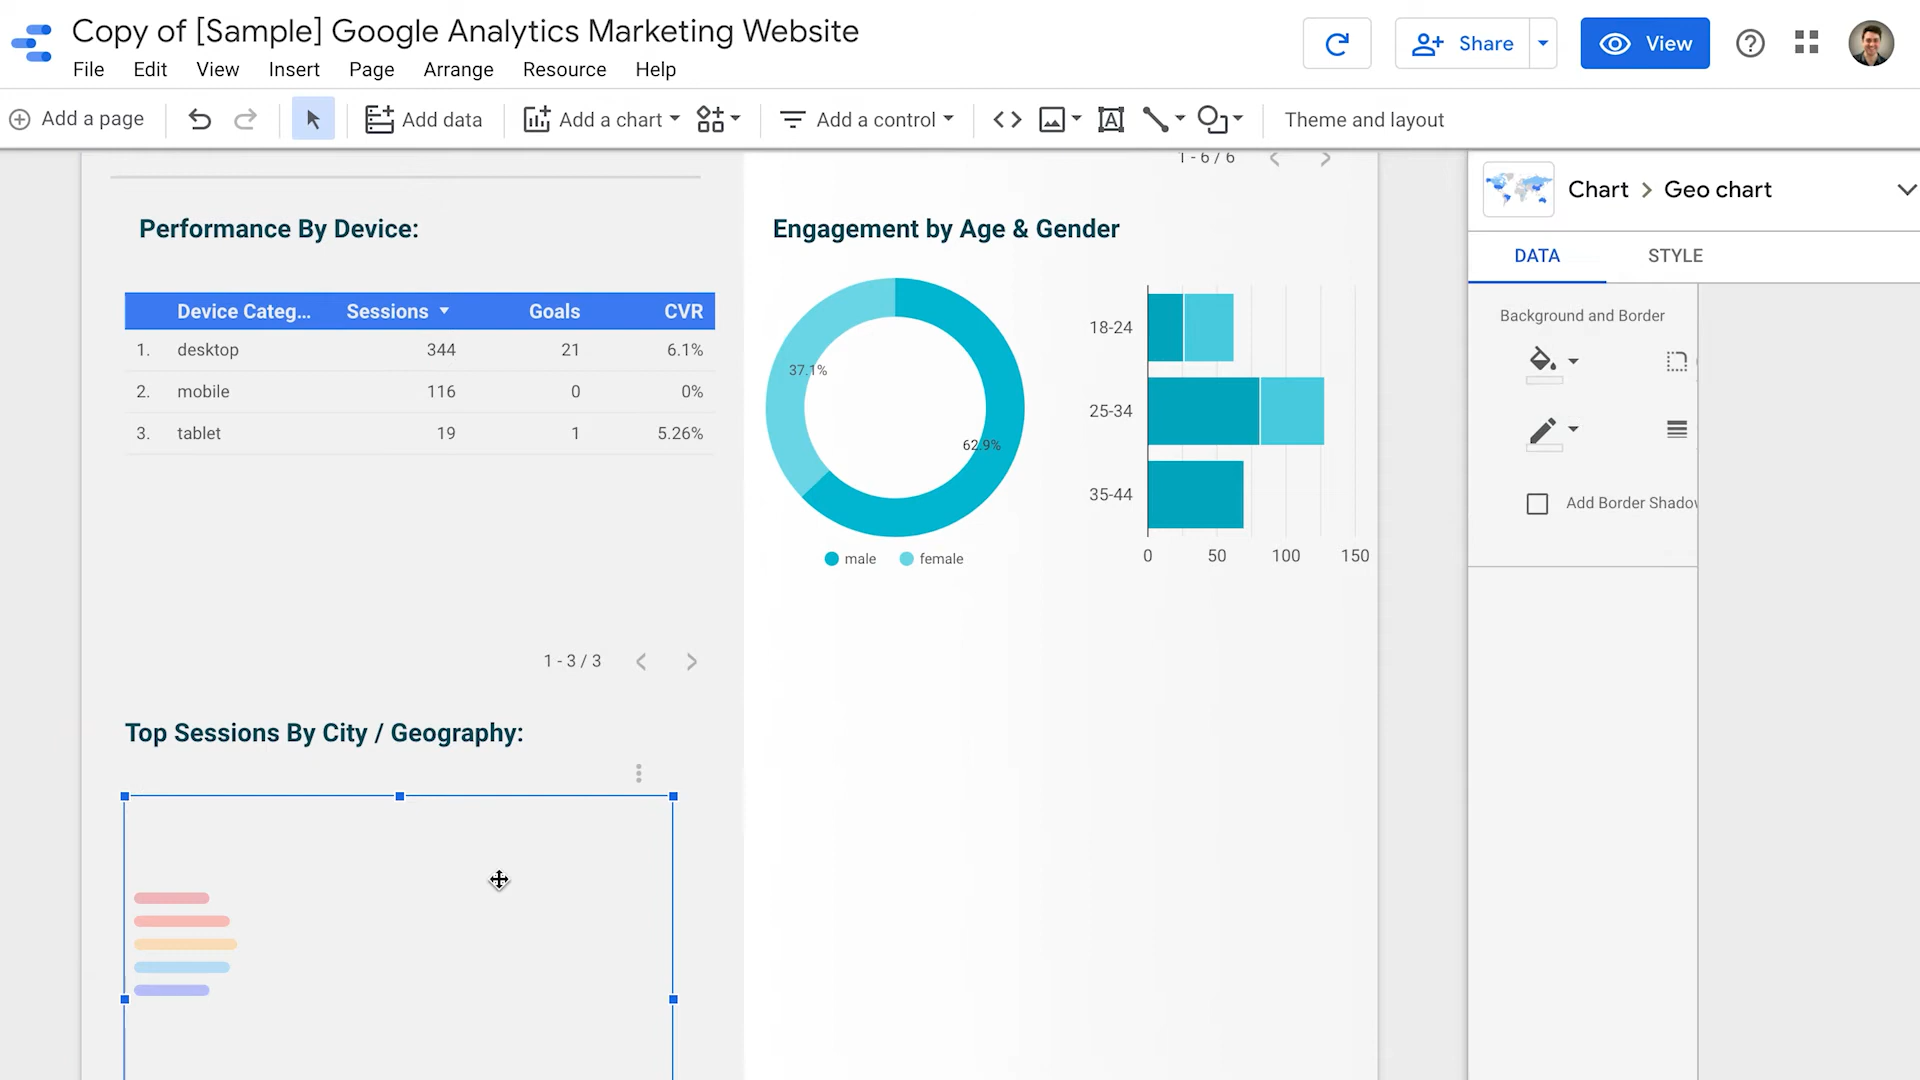 Copy of [Sample] Google Analytics Marketing Website
File Edit View Insert Page Arrange Resource Help
Share
View
Add a page
Add data
Add a chart
Add a control
Theme and layout
1 - 6 / 6
Chart > Geo chart
DATA STYLE
Background and Border
Add Border Shadow
Performance By Device:
Device Categ... Sessions Goals CVR
1. desktop 344 21 6.1%
2. mobile 116 0 0%
3. tablet 19 1 5.26%
1 - 3 / 3
Engagement by Age & Gender
37.1%
62.9%
male female
18-24
25-34
35-44
0 50 100 150
Top Sessions By City / Geography: